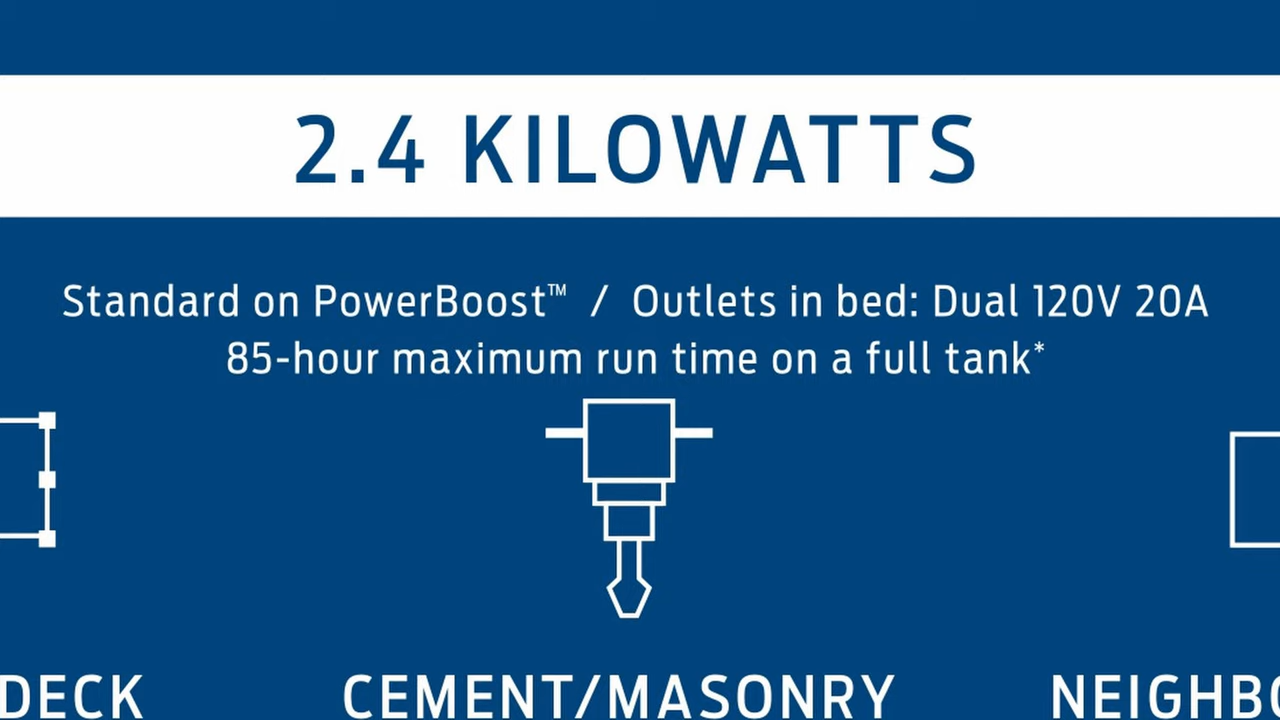 2.4 KILOWATTS
Standard on PowerBoost™ / Outlets in bed: Dual 120V 20A
85-hour maximum run time on a full tank*
DECK CEMENT/MASONRY NEIGHBO